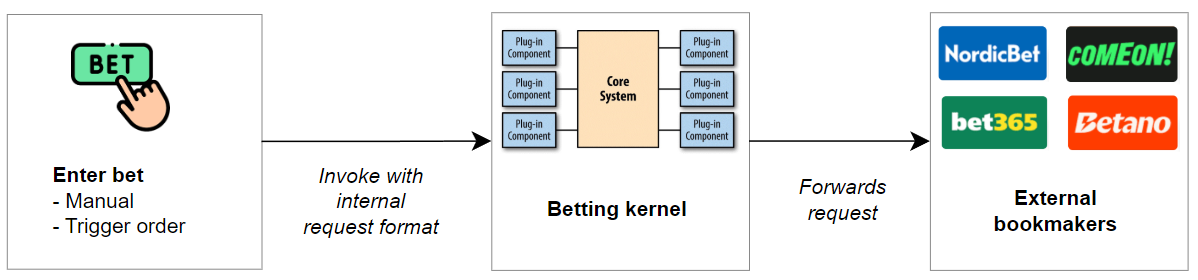 BET
Enter bet
- Manual
- Trigger order
Invoke with
internal
request format
Plug-in
Component
Plug-in
Component
Plug-in
Component
Core
System
Plug-in
Component
Plug-in
Component
Plug-in
Component
Betting kernel
Forwards
request
NordicBet
COMEON!
bet365
Betano
External
bookmakers